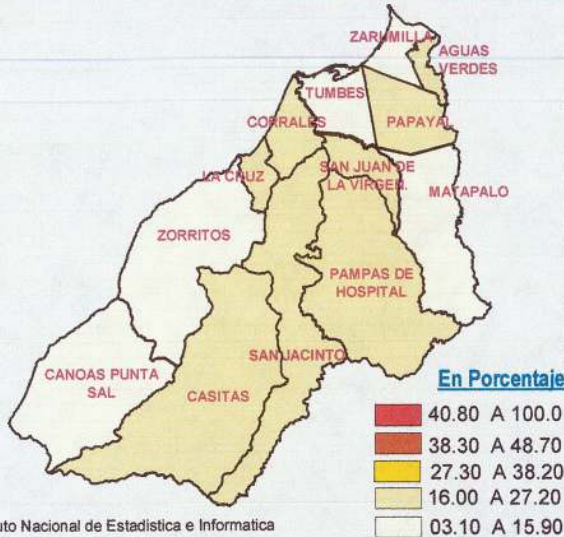 ZARUMILLA
AGUAS
VERDES
TUMBES
CORRALES
PAPAYAL
SAN JUAN DE
LA VIRGEN.
LA CRUZ
MATAPALO
ZORRITOS
PAMPAS DE
HOSPITAL
SAN JACINTO
CANOAS PUNTA
SAL
CASITAS
En Porcentaje
40.80 A 100.0
38.30 A 48.70
27.30 A 38.20
16.00 A 27.20
03.10 A 15.90
uto Nacional de Estadistica e Informatica